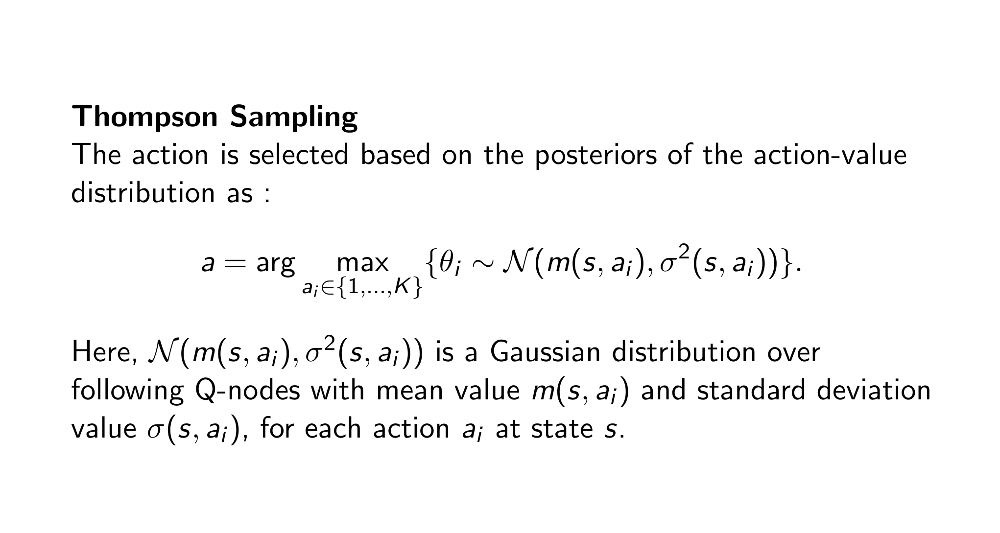 Thompson Sampling
The action is selected based on the posteriors of the action-value
distribution as :
$a = \arg\max_{a_i \in \{1,\ldots,K\}} \{\theta_i \sim \mathcal{N}(m(s, a_i), \sigma^2(s, a_i))\}.$
Here, $\mathcal{N}(m(s, a_i), \sigma^2(s, a_i))$ is a Gaussian distribution over
following Q-nodes with mean value $m(s, a_i)$ and standard deviation
value $\sigma(s, a_i)$, for each action $a_i$ at state $s$.